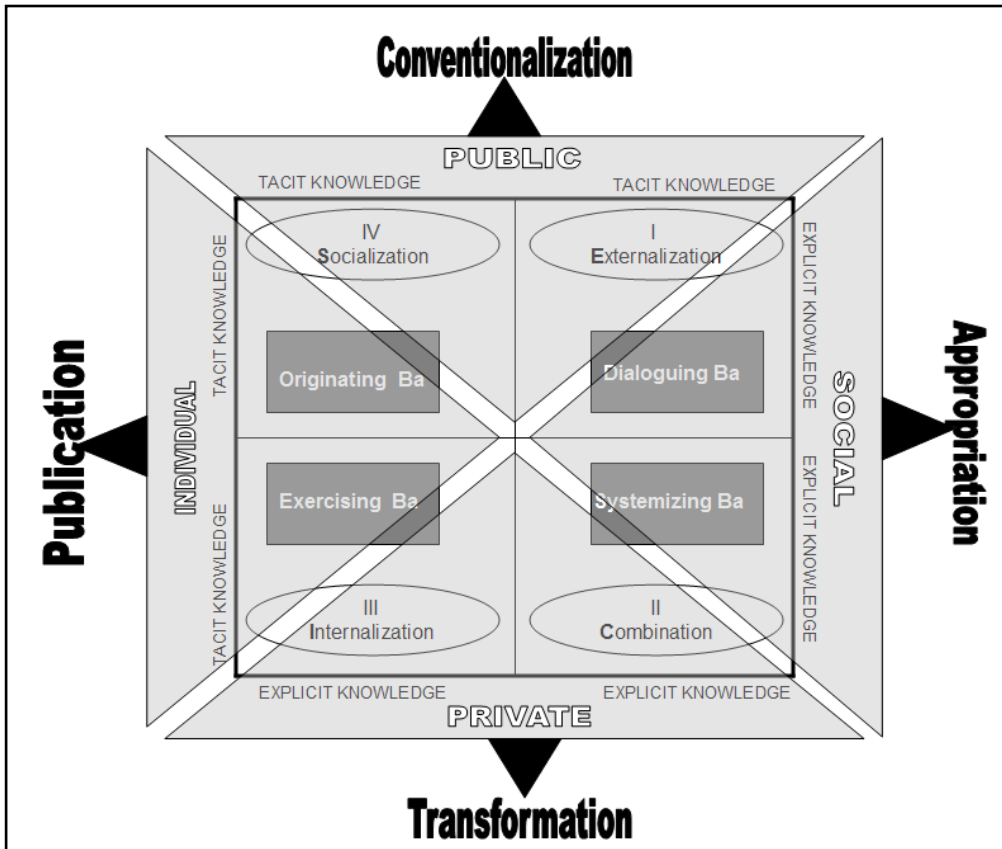 Conventionalization
PUBLIC
TACIT KNOWLEDGE
TACIT KNOWLEDGE
IV
Socialization
I
Externalization
TACIT KNOWLEDGE
EXPLICIT KNOWLEDGE
Originating Ba
Dialoguing Ba
Publication
INDIVIDUAL
SOCIAL
Appropriation
Exercising Ba
Systemizing Ba
TACIT KNOWLEDGE
EXPLICIT KNOWLEDGE
III
Internalization
II
Combination
EXPLICIT KNOWLEDGE
EXPLICIT KNOWLEDGE
PRIVATE
Transformation